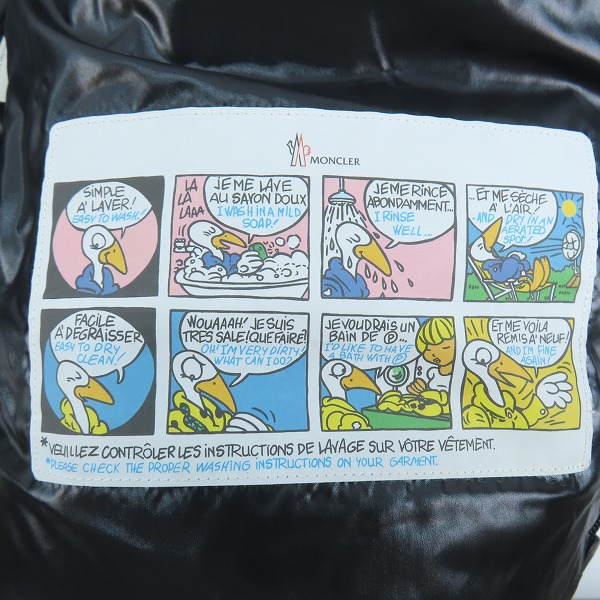 MONCLER
SIMPLE
A' LAVER!
EASY TO WASH!
LA
LA
LAAA
JE ME LAVE
AU SAVON DOUX
I WASH IN A MILD
SOAP!
JE ME RINCE
ABONDAMMENT...
I RINSE
WELL...
...ET ME SÈCHE
A' L'AIR!
-AND I DRY IN AN
AERATED
SPOT!
FACILE
A' DEGRAISSER
EASY TO DRY
CLEAN!
WOUAAAH! JE SUIS
TRES SALE! QUE FAIRE?
OH! I'M VERY DIRTY!
WHAT CAN I DO?
JE VOUDRAIS UN
BAIN DE Ⓟ...
I'D LIKE TO HAVE
A BATH WITH Ⓟ
ET ME VOILA
REMIS A' NEUF!
AND I'M FINE
AGAIN!
*VEUILLEZ CONTRÔLER LES INSTRUCTIONS DE LAVAGE SUR VÔTRE VÊTEMENT.
*PLEASE CHECK THE PROPER WASHING INSTRUCTIONS ON YOUR GARMENT.